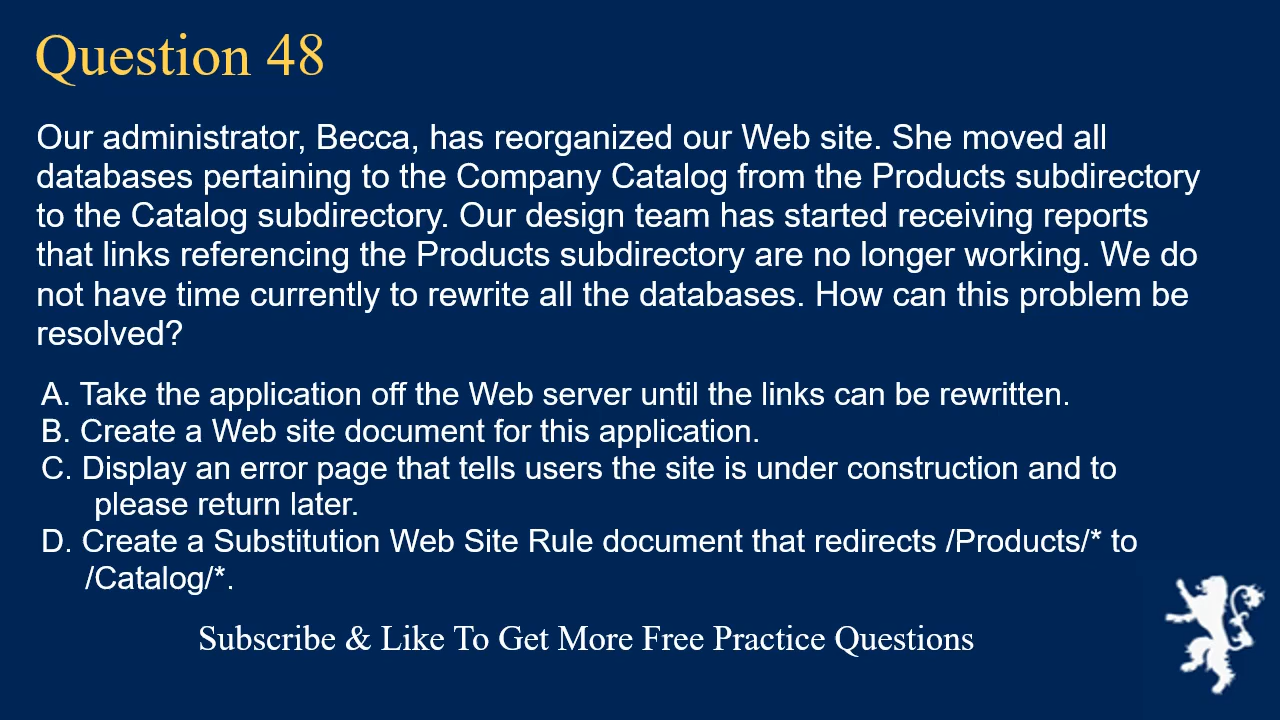 Question 48
Our administrator, Becca, has reorganized our Web site. She moved all
databases pertaining to the Company Catalog from the Products subdirectory
to the Catalog subdirectory. Our design team has started receiving reports
that links referencing the Products subdirectory are no longer working. We do
not have time currently to rewrite all the databases. How can this problem be
resolved?
A. Take the application off the Web server until the links can be rewritten.
B. Create a Web site document for this application.
C. Display an error page that tells users the site is under construction and to
please return later.
D. Create a Substitution Web Site Rule document that redirects /Products/* to
/Catalog/*.
Subscribe & Like To Get More Free Practice Questions